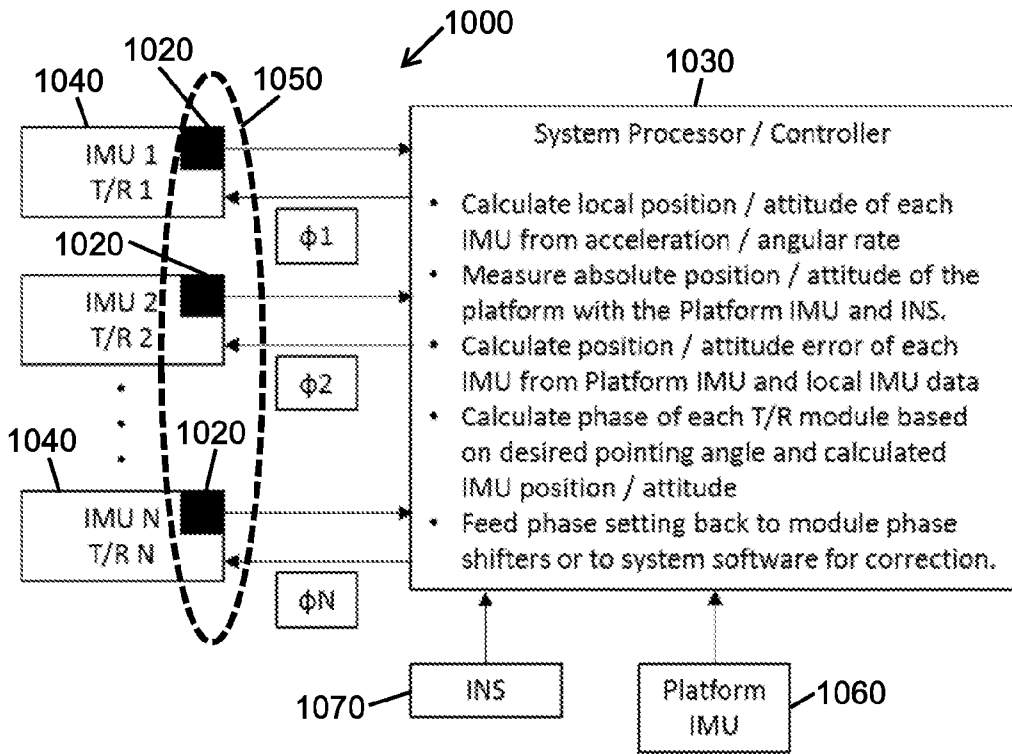 1000
1020
1030
1040
1050
IMU 1
T/R 1
ϕ1
1020
IMU 2
T/R 2
ϕ2
1040
1020
IMU N
T/R N
ϕN
System Processor / Controller
• Calculate local position / attitude of each
IMU from acceleration / angular rate
• Measure absolute position / attitude of the
platform with the Platform IMU and INS.
• Calculate position / attitude error of each
IMU from Platform IMU and local IMU data
• Calculate phase of each T/R module based
on desired pointing angle and calculated
IMU position / attitude
• Feed phase setting back to module phase
shifters or to system software for correction.
1070
INS
Platform
IMU
1060